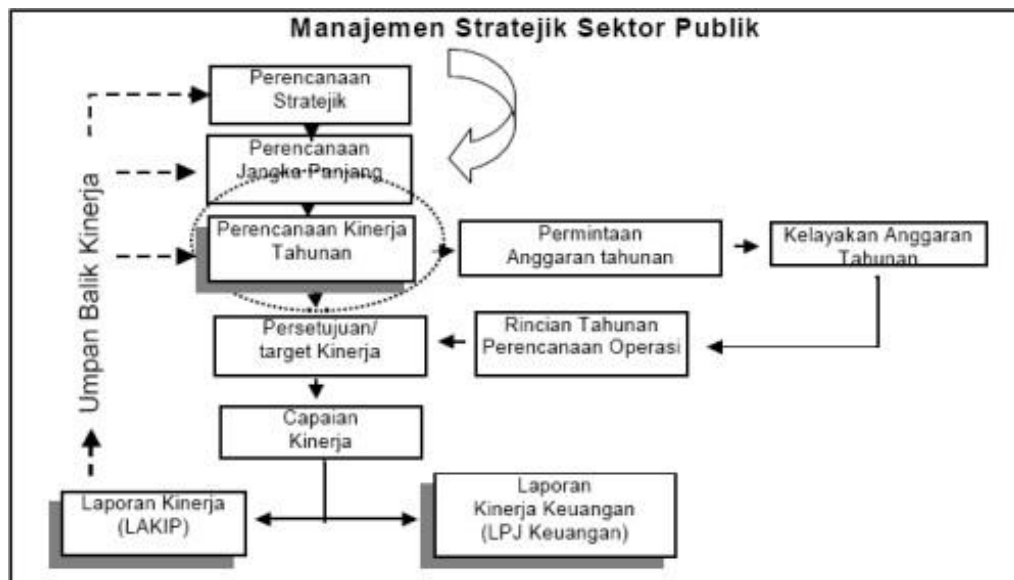 Manajemen Stratejik Sektor Publik
Perencanaan
Stratejik
Perencanaan
Jangka Panjang
Perencanaan Kinerja
Tahunan
Permintaan
Anggaran tahunan
Kelayakan Anggaran
Tahunan
Persetujuan/
target Kinerja
Rincian Tahunan
Perencanaan Operasi
Capaian
Kinerja
Umpan Balik Kinerja
Laporan Kinerja
(LAKIP)
Laporan
Kinerja Keuangan
(LPJ Keuangan)